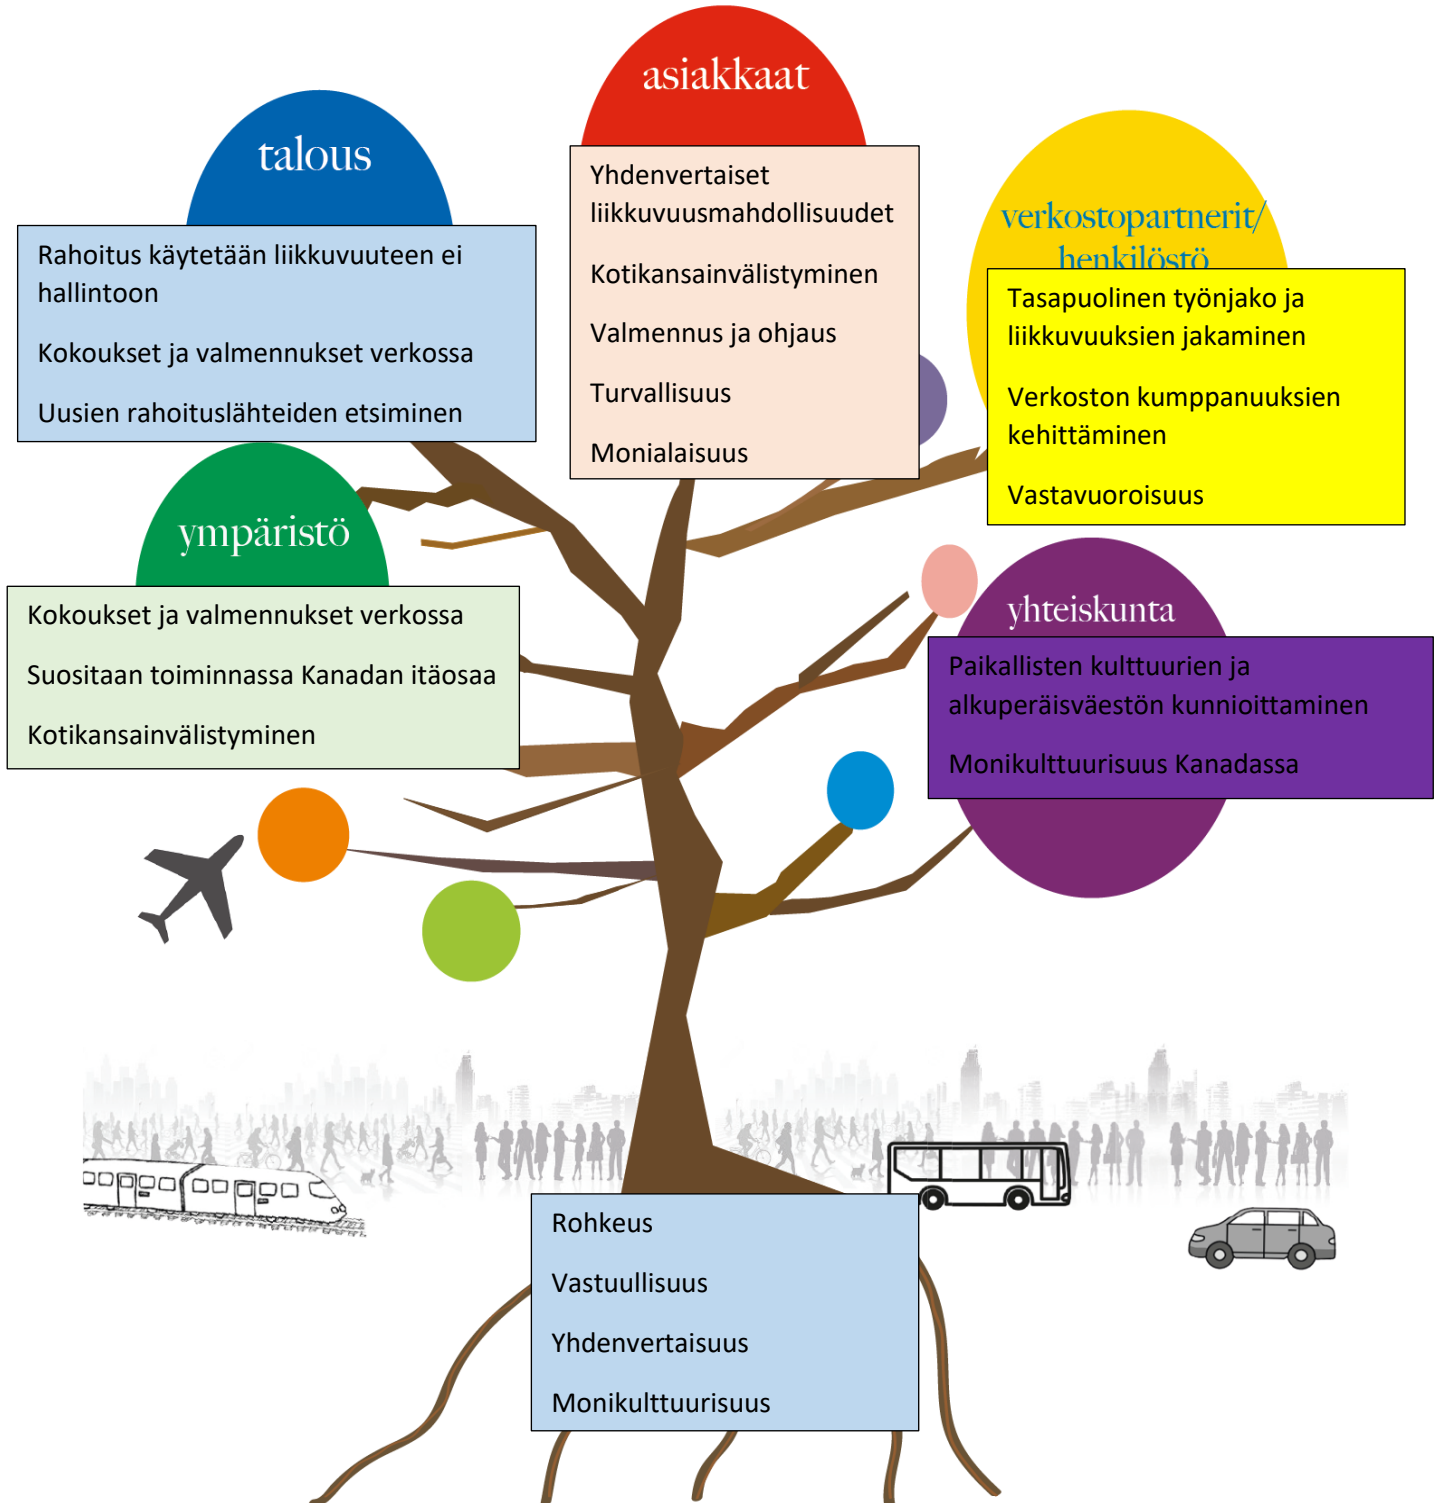 talous
Rahoitus käytetään liikkuvuuteen ei
hallintoon
Kokoukset ja valmennukset verkossa
Uusien rahoituslähteiden etsiminen
asiakkaat
Yhdenvertaiset
liikkuvuusmahdollisuudet
Kotikansainvälistyminen
Valmennus ja ohjaus
Turvallisuus
Monialaisuus
verkostopartnerit/
henkilöstö
Tasapuolinen työnjako ja
liikkuvuuksien jakaminen
Verkoston kumppanuuksien
kehittäminen
Vastavuoroisuus
ympäristö
Kokoukset ja valmennukset verkossa
Suositaan toiminnassa Kanadan itäosaa
Kotikansainvälistyminen
yhteiskunta
Paikallisten kulttuurien ja
alkuperäisväestön kunnioittaminen
Monikulttuurisuus Kanadassa
Rohkeus
Vastuullisuus
Yhdenvertaisuus
Monikulttuurisuus